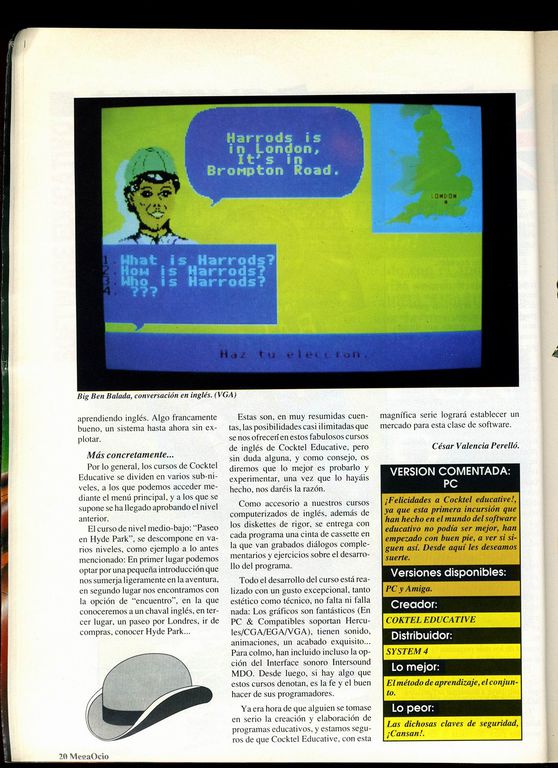 Harrods is
in London,
It's in
Brompton Road.
LONDON
1. What is Harrods?
2. How is Harrods?
3. Who is Harrods?
4. ???
Haz tu eleccion.
Big Ben Balada, conversación en inglés. (VGA)
aprendiendo inglés. Algo francamente
bueno, un sistema hasta ahora sin ex-
plotar.
Más concretamente...
Por lo general, los cursos de Cocktel
Educative se dividen en varios sub-ni-
veles, a los que podemos acceder me-
diante el menú principal, y a los que se
supone se ha llegado aprobando el nivel
anterior.
El curso de nivel medio-bajo: "Paseo
en Hyde Park", se descompone en va-
rios niveles, como ejemplo a lo antes
mencionado: En primer lugar podemos
optar por una pequeña introducción que
nos sumerja ligeramente en la aventura,
en segundo lugar nos encontramos con
la opción de "encuentro", en la que
conoceremos a un chaval inglés, en ter-
cer lugar, un paseo por Londres, ir de
compras, conocer Hyde Park...
Estas son, en muy resumidas cuen-
tas, las posibilidades casi ilimitadas que
se nos ofrecerí en estos fabulosos cursos
de inglés de Cocktel Educative, pero
sin duda alguna, y como consejo, os
diremos que lo mejor es probarlo y
experimentar, una vez que lo hayáis
hecho, nos daréis la razón.
Como accesorio a nuestros cursos
computerizados de inglés, además de
los diskettes de rigor, se entrega con
cada programa una cinta de cassette en
la que van grabados diálogos comple-
mentarios y ejercicios sobre el desarro-
llo del programa.
Todo el desarrollo del curso está rea-
lizado con un gusto excepcional, tanto
estético como técnico, no falta ni falla
nada: Los gráficos son fantásticos (En
PC & Compatibles soportan Hercu-
les/CGA/EGA/VGA), tienen sonido,
animaciones, un acabado exquisito...
Para colmo, han incluido incluso la op-
ción del Interface sonoro Intersound
MDO. Desde luego, si hay algo que
estos cursos denotan, es la fe y el buen
hacer de sus programadores.
Ya era hora de que alguien se tomase
en serio la creación y elaboración de
programas educativos, y estamos segu-
ros de que Cocktel Educative, con esta
magnífica serie logrará establecer un
mercado para esta clase de software.
César Valencia Perelló.
VERSION COMENTADA:
PC
¡Felicidades a Cocktel educative!,
ya que esta primera incursión que
han hecho en el mundo del software
educativo no podía ser mejor, han
empezado con buen pie, a ver si si-
guen así. Desde aquí les deseamos
suerte.
Versiones disponibles:
PC y Amiga.
Creador:
COKTEL EDUCATIVE
Distribuidor:
SYSTEM 4
Lo mejor:
El método de aprendizaje, el conjun-
to.
Lo peor:
Las dichosas claves de seguridad,
¡Cansan!.
20 MegaOcio